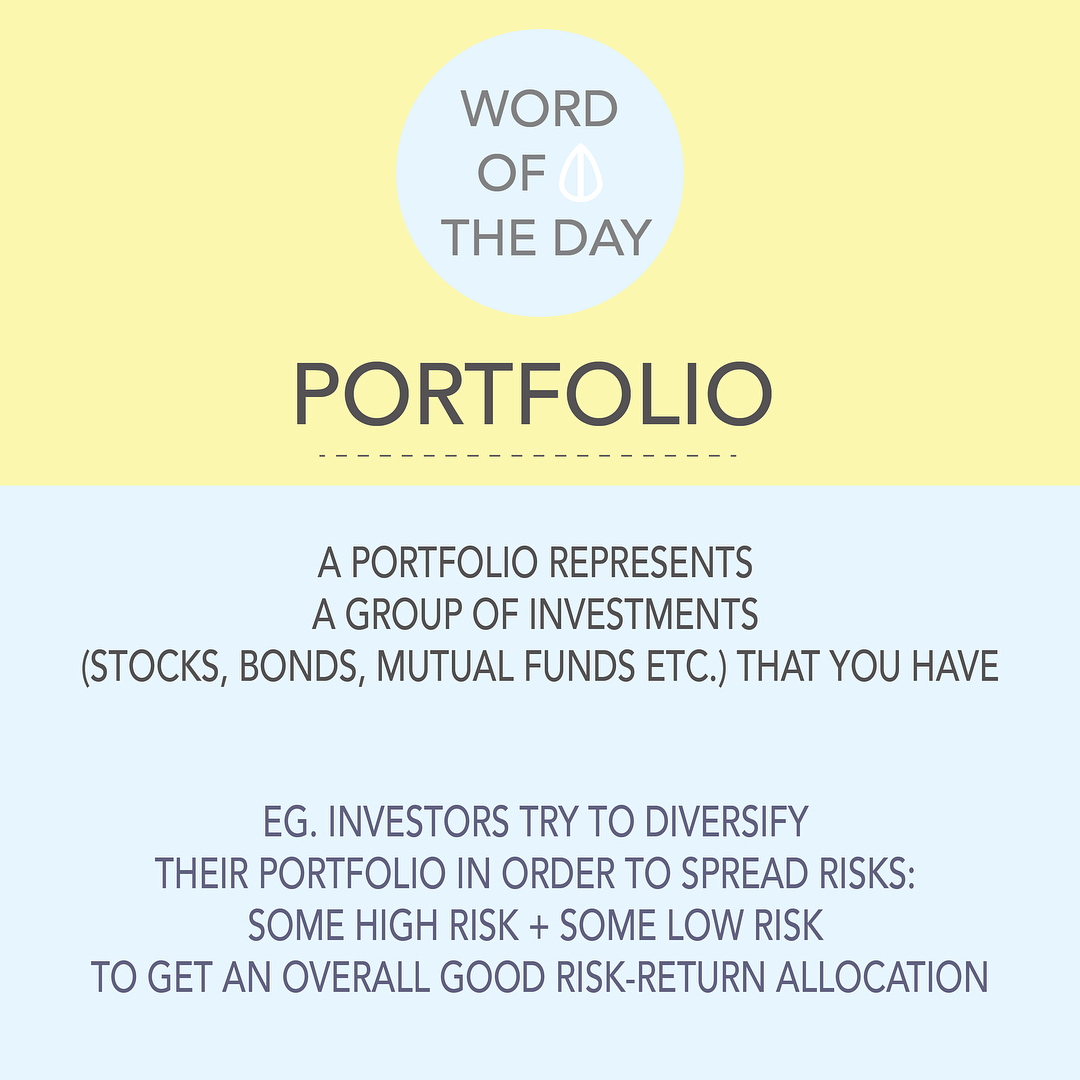 WORD
OF
THE DAY
PORTFOLIO
A PORTFOLIO REPRESENTS
A GROUP OF INVESTMENTS
(STOCKS, BONDS, MUTUAL FUNDS ETC.) THAT YOU HAVE
EG. INVESTORS TRY TO DIVERSIFY
THEIR PORTFOLIO IN ORDER TO SPREAD RISKS:
SOME HIGH RISK + SOME LOW RISK
TO GET AN OVERALL GOOD RISK-RETURN ALLOCATION